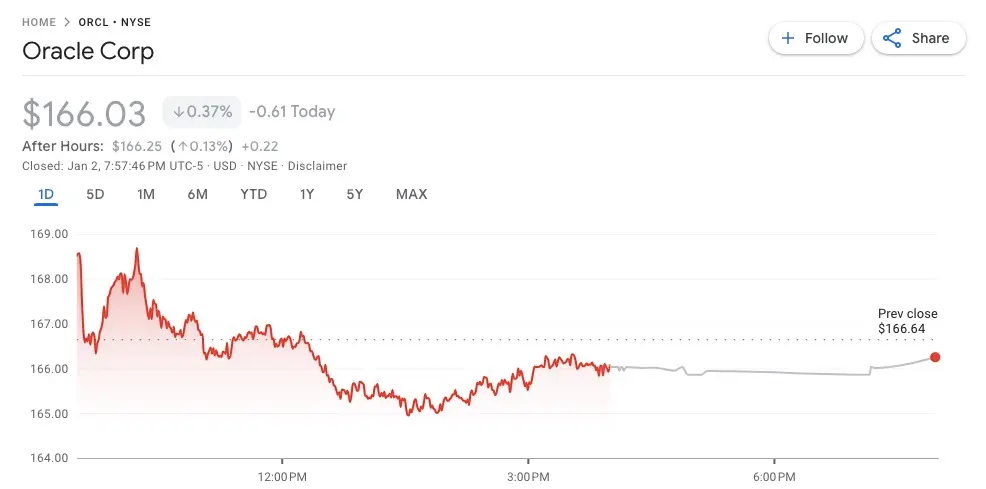 HOME > ORCL • NYSE
Oracle Corp
+ Follow
Share
$166.03 ↓0.37% -0.61 Today
After Hours: $166.25 (↑0.13%) +0.22
Closed: Jan 2, 7:57:46 PM UTC-5 · USD · NYSE · Disclaimer
1D 5D 1M 6M YTD 1Y 5Y MAX
169.00
168.00
167.00
166.00
165.00
164.00
Prev close
$166.64
12:00 PM 3:00 PM 6:00 PM